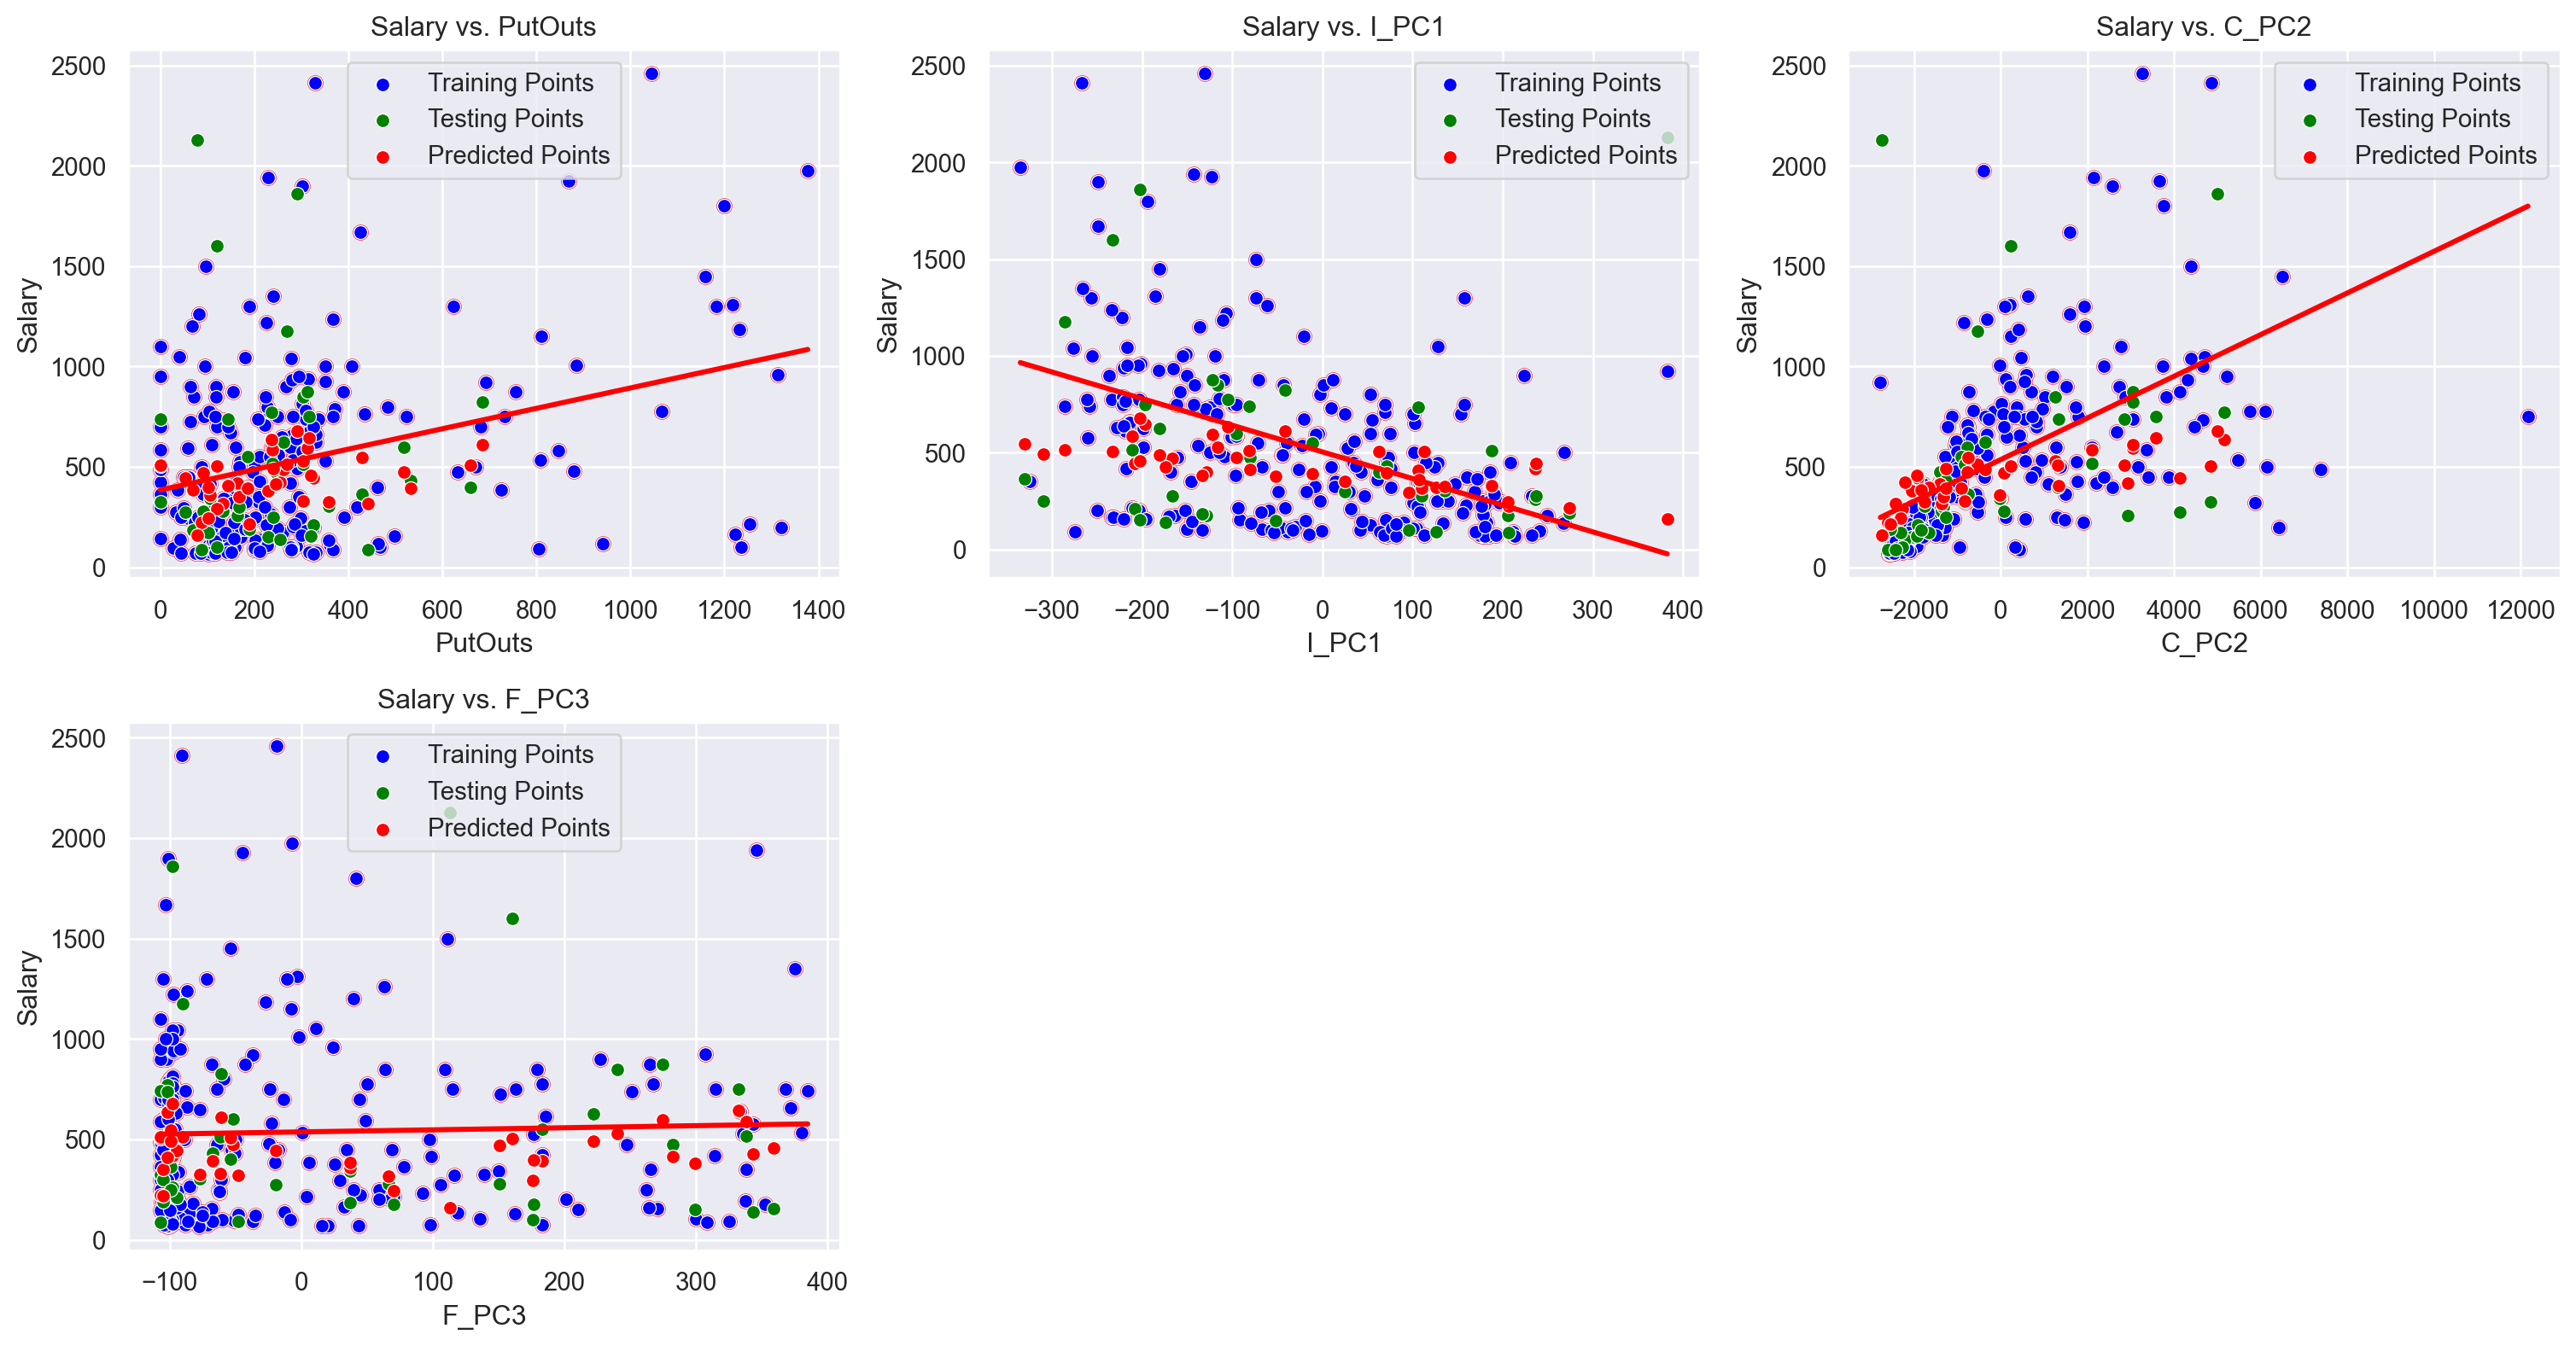 Salary vs. PutOuts
Salary
2500
2000
1500
1000
500
0
Training Points
Testing Points
Predicted Points
0 200 400 600 800 1000 1200 1400
PutOuts
Salary vs. I_PC1
Salary
2500
2000
1500
1000
500
0
Training Points
Testing Points
Predicted Points
−300 −200 −100 0 100 200 300 400
I_PC1
Salary vs. C_PC2
Salary
2500
2000
1500
1000
500
0
Training Points
Testing Points
Predicted Points
−2000 0 2000 4000 6000 8000 10000 12000
C_PC2
Salary vs. F_PC3
Salary
2500
2000
1500
1000
500
0
Training Points
Testing Points
Predicted Points
−100 0 100 200 300 400
F_PC3